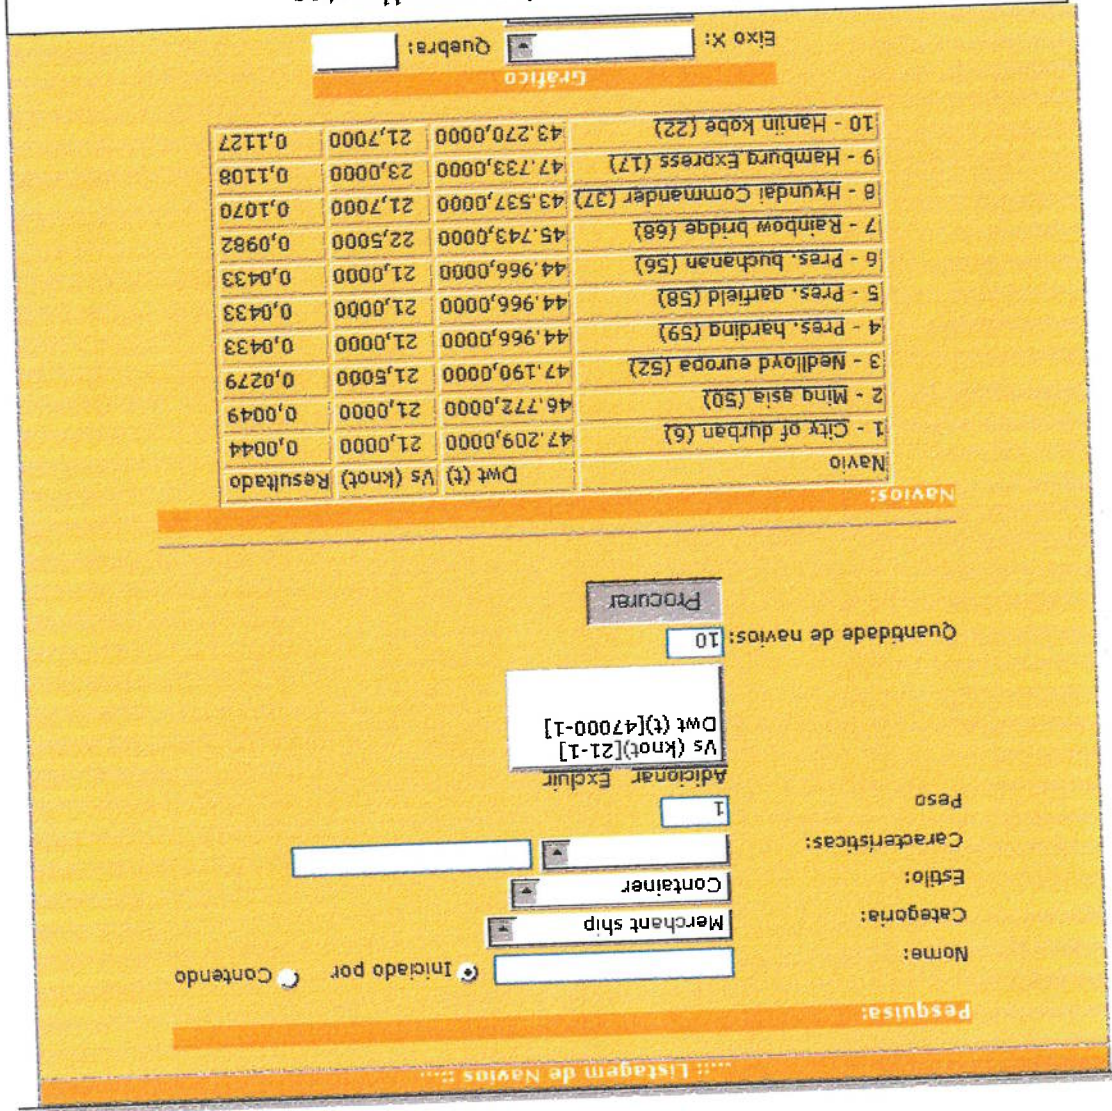 ....:: Listagem de Navios ::....
Pesquisa:
Nome: Iniciado por Contendo
Categoria: Merchant ship
Estilo: Container
Características:
Peso 1
Adicionar Excluir
Vs (knot)[21-1]
Dwt (t)[47000-1]
Quantidade de navios: 10
Procurar
Navios:
Navio Dwt (t) Vs (knot) Resultado
1 - City of durban (6) 47.209,0000 21,0000 0,0044
2 - Ming asia (50) 46.772,0000 21,0000 0,0049
3 - Nedlloyd europa (52) 47.190,0000 21,5000 0,0279
4 - Pres. harding (59) 44.966,0000 21,0000 0,0433
5 - Pres. garfield (58) 44.966,0000 21,0000 0,0433
6 - Pres. buchanan (56) 44.966,0000 21,0000 0,0433
7 - Rainbow bridge (68) 45.743,0000 22,5000 0,0982
8 - Hyundai Commander (37) 43.537,0000 21,7000 0,1070
9 - Hamburg Express (17) 47.733,0000 23,0000 0,1108
10 - Hanjin kobe (22) 43.270,0000 21,7000 0,1127
Gráfico
Eixo X: Quebra: